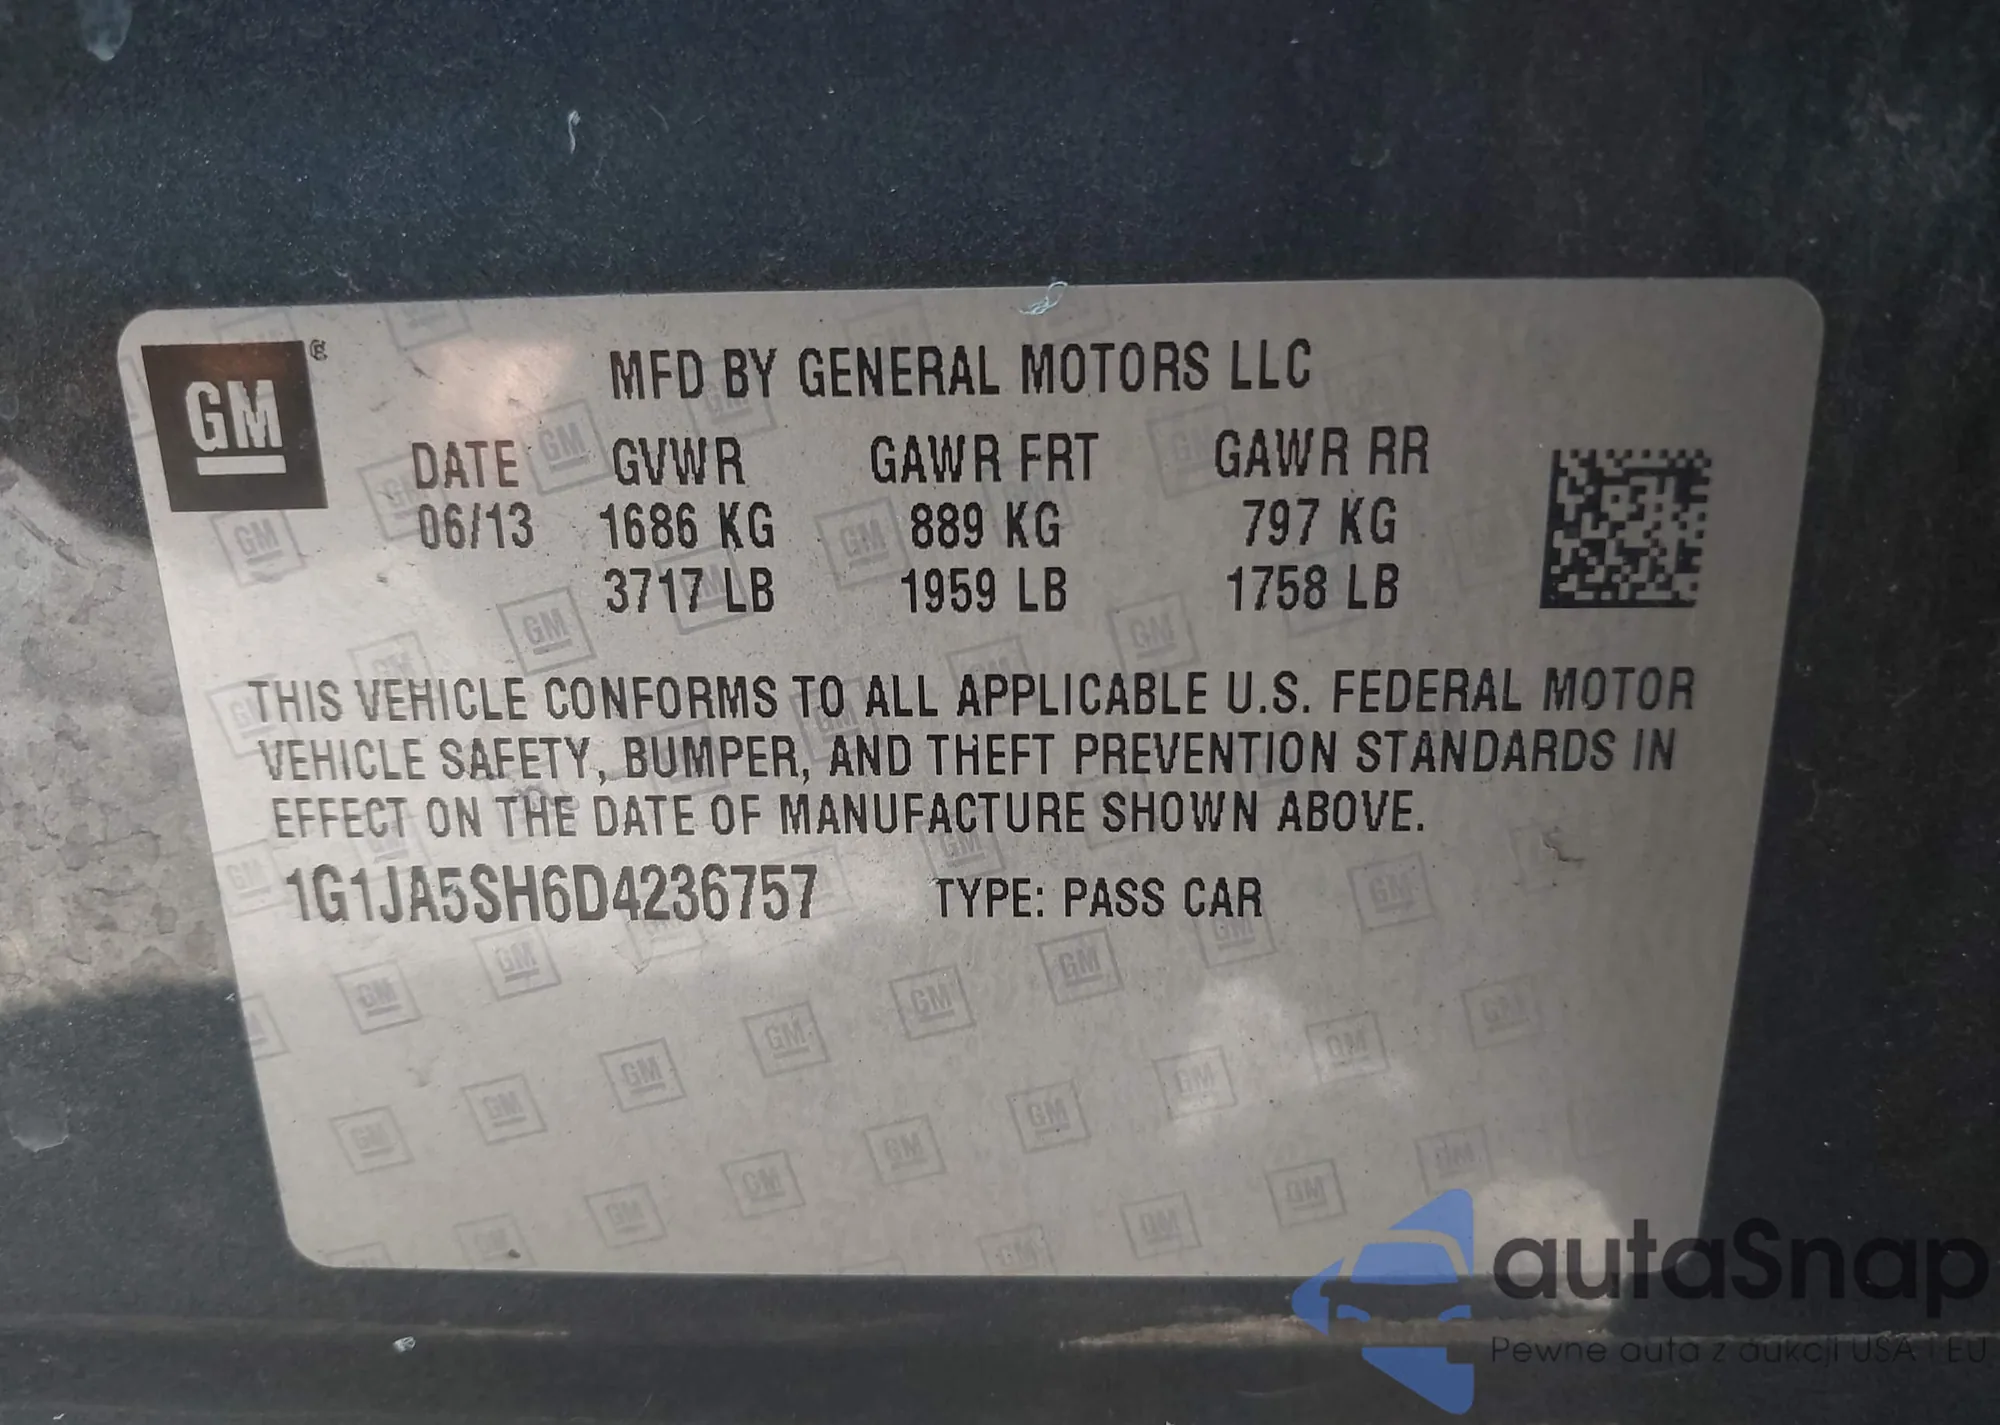 GM
MFD BY GENERAL MOTORS LLC
DATE GVWR GAWR FRT GAWR RR
06/13 1686 KG 889 KG 797 KG
3717 LB 1959 LB 1758 LB
THIS VEHICLE CONFORMS TO ALL APPLICABLE U.S. FEDERAL MOTOR
VEHICLE SAFETY, BUMPER, AND THEFT PREVENTION STANDARDS IN
EFFECT ON THE DATE OF MANUFACTURE SHOWN ABOVE.
1G1JA5SH6D4236757 TYPE: PASS CAR
autaSnap
Pewne auta z aukcji USA i EU